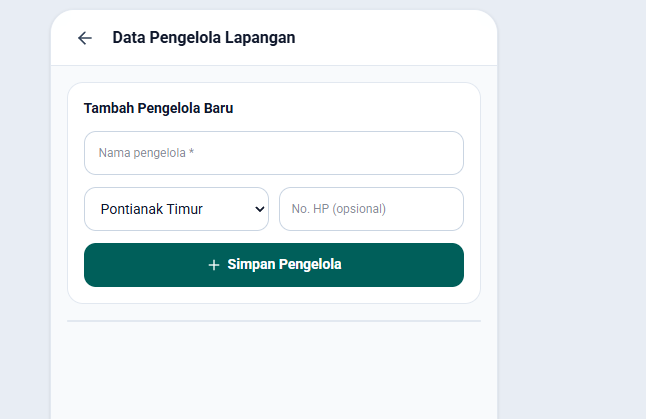 Data Pengelola Lapangan
Tambah Pengelola Baru
Nama pengelola *
Pontianak Timur
No. HP (opsional)
+ Simpan Pengelola